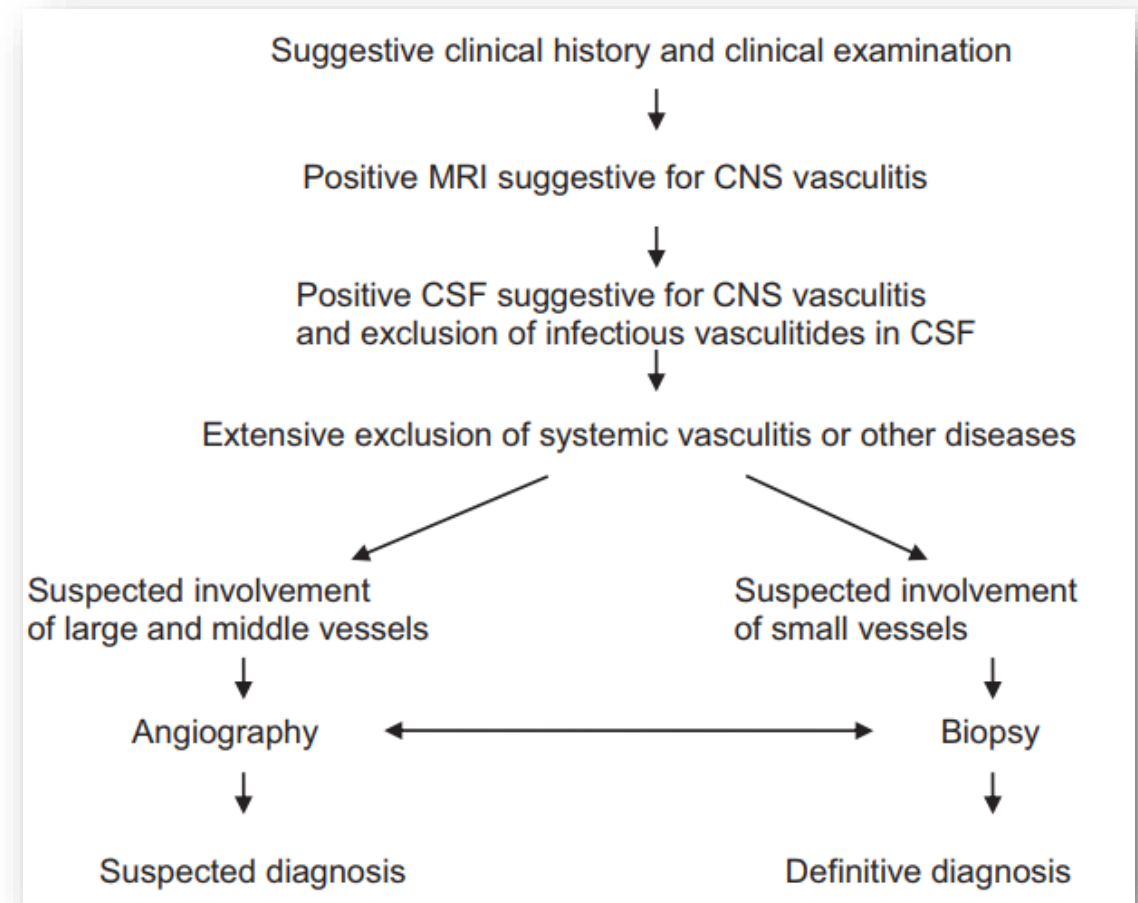 Suggestive clinical history and clinical examination
Positive MRI suggestive for CNS vasculitis
Positive CSF suggestive for CNS vasculitis
and exclusion of infectious vasculitides in CSF
Extensive exclusion of systemic vasculitis or other diseases
Suspected involvement
of large and middle vessels
Suspected involvement
of small vessels
Angiography
Biopsy
Suspected diagnosis
Definitive diagnosis